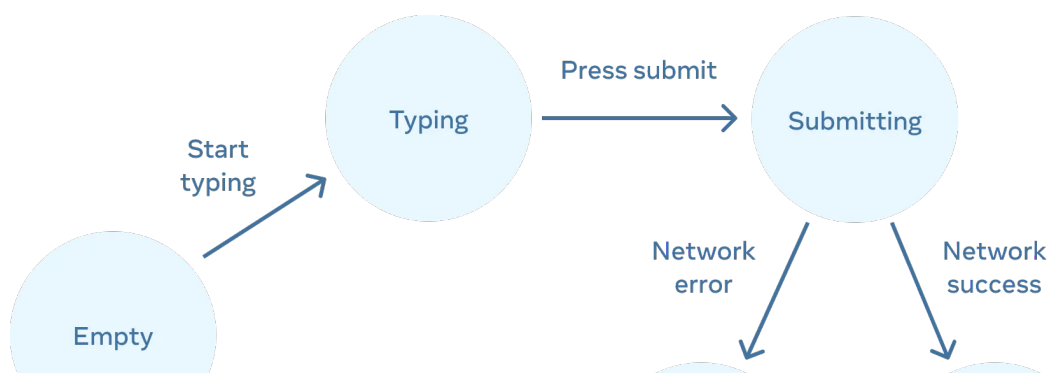 Press submit
Typing
Submitting
Start
typing
Network
error
Network
success
Empty